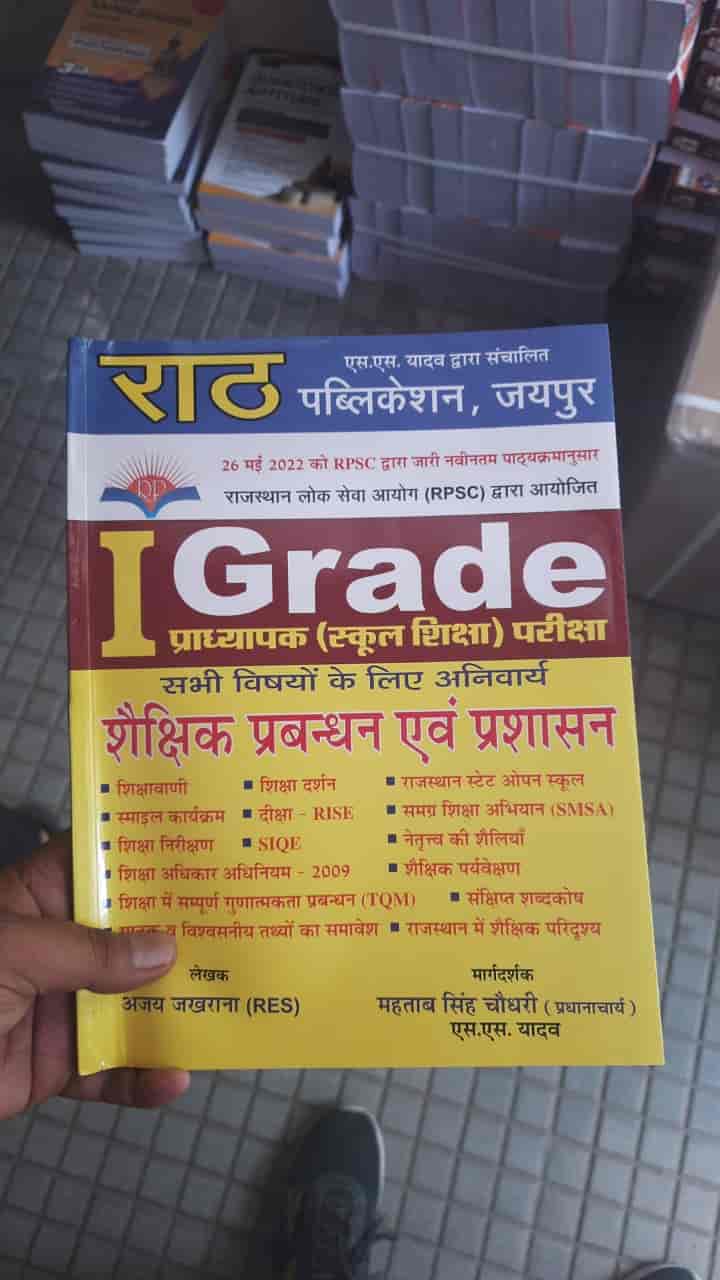 राठ
एस.एस. यादव द्वारा संचालित
पब्लिकेशन, जयपुर
RP
26 मई 2022 को RPSC द्वारा जारी नवीनतम पाठ्यक्रमानुसार
राजस्थान लोक सेवा आयोग (RPSC) द्वारा आयोजित
I Grade
प्राध्यापक (स्कूल शिक्षा) परीक्षा
सभी विषयों के लिए अनिवार्य
शैक्षिक प्रबन्धन एवं प्रशासन
▪ शिक्षावाणी ▪ शिक्षा दर्शन ▪ राजस्थान स्टेट ओपन स्कूल
▪ स्माइल कार्यक्रम ▪ दीक्षा - RISE ▪ समग्र शिक्षा अभियान (SMSA)
▪ शिक्षा निरीक्षण ▪ SIQE ▪ नेतृत्व की शैलियाँ
▪ शिक्षा अधिकार अधिनियम - 2009 ▪ शैक्षिक पर्यवेक्षण
▪ शिक्षा में सम्पूर्ण गुणात्मकता प्रबन्धन (TQM) ▪ संक्षिप्त शब्दकोष
व विश्वसनीय तथ्यों का समावेश ▪ राजस्थान में शैक्षिक परिदृश्य
लेखक
अजय जखराना (RES)
मार्गदर्शक
महताब सिंह चौधरी ( प्रधानाचार्य )
एस.एस. यादव